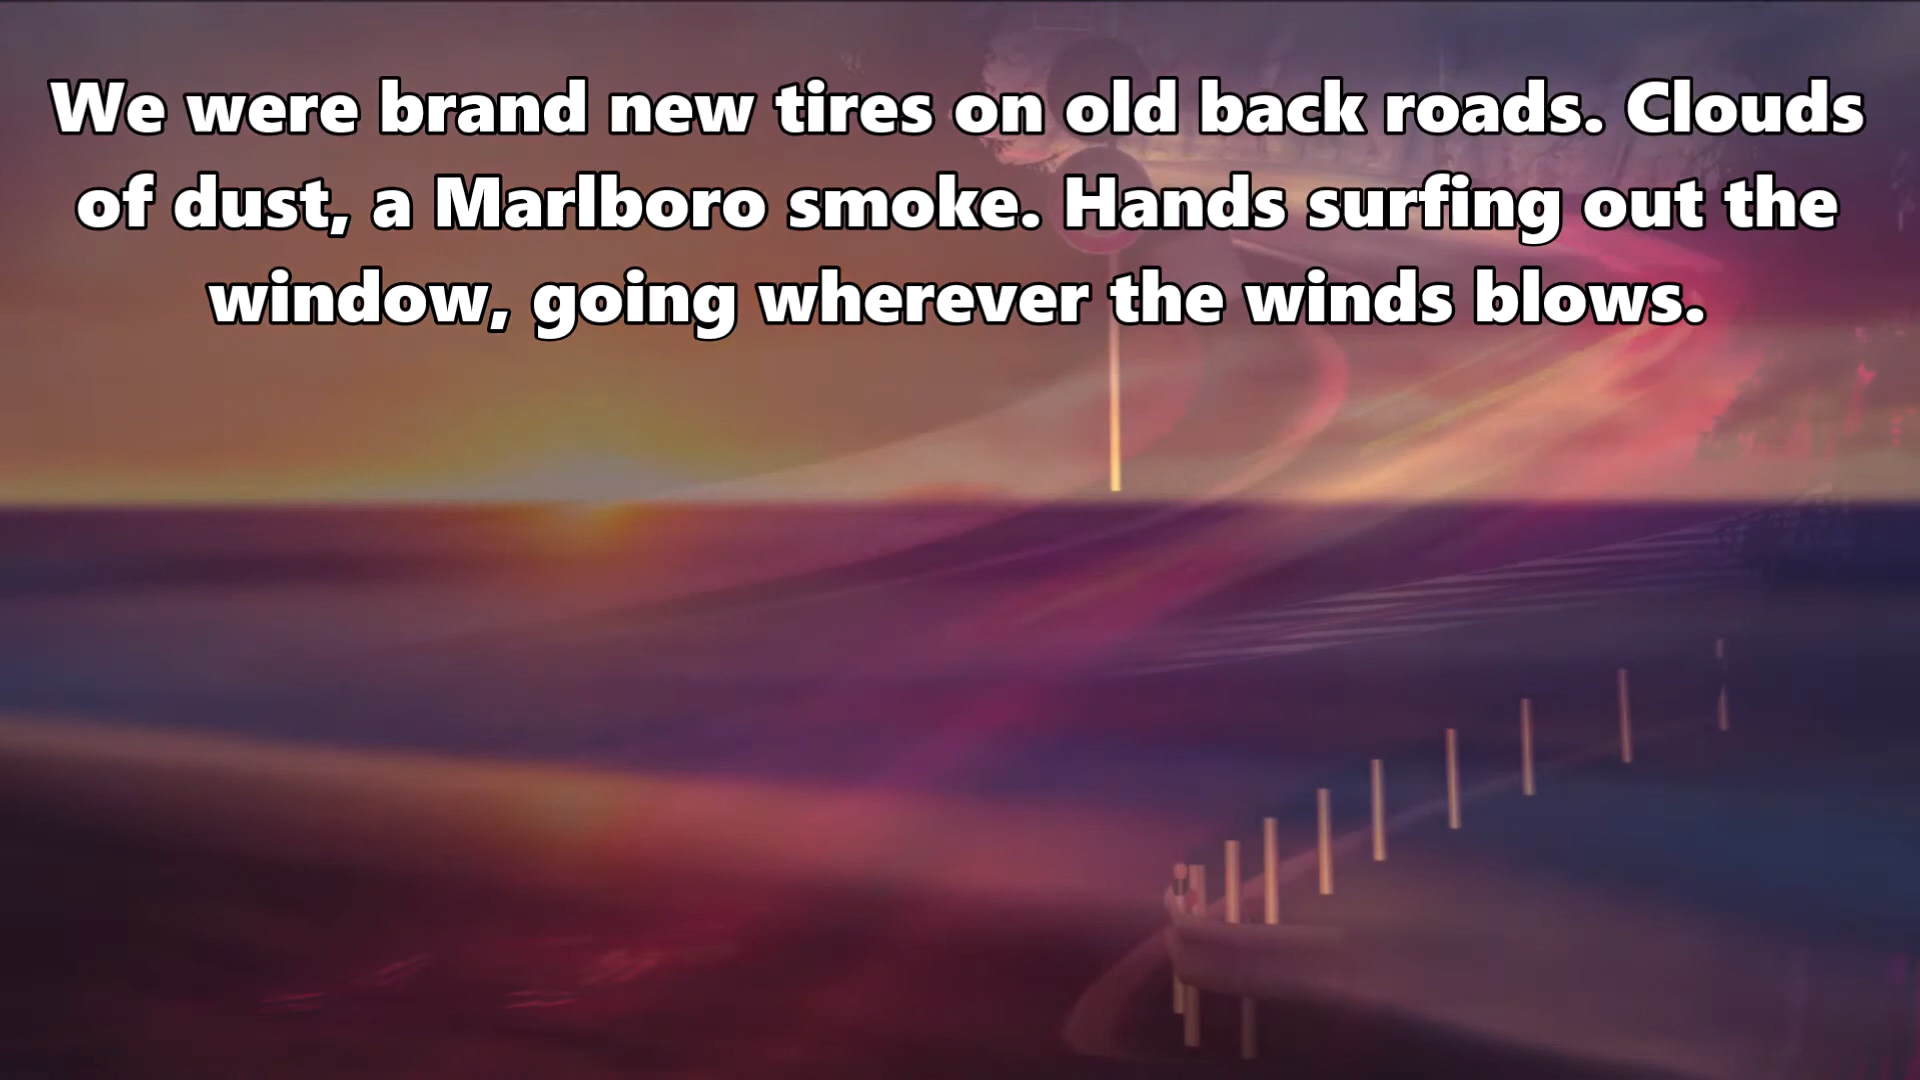 We were brand new tires on old back roads. Clouds
of dust, a Marlboro smoke. Hands surfing out the
window, going wherever the winds blows.